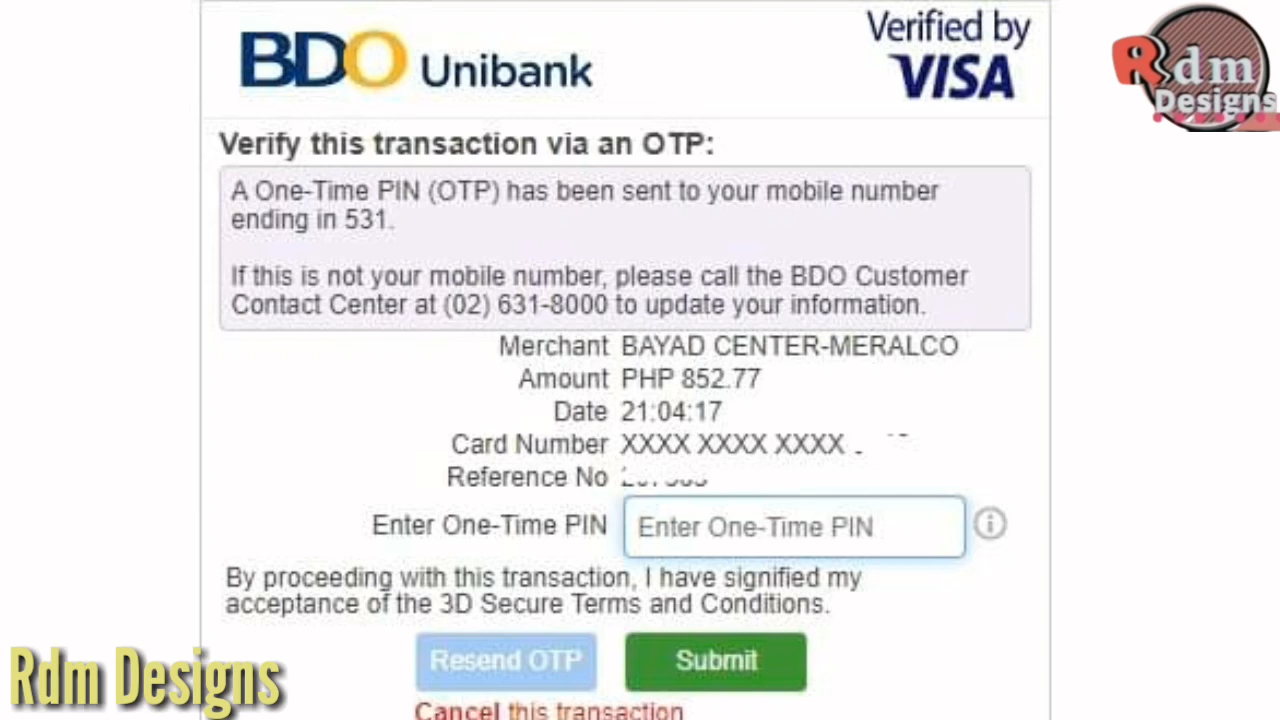 BDO Unibank
Verified by
VISA
Rdm
Designs
Verify this transaction via an OTP:
A One-Time PIN (OTP) has been sent to your mobile number
ending in 531.
If this is not your mobile number, please call the BDO Customer
Contact Center at (02) 631-8000 to update your information.
Merchant BAYAD CENTER-MERALCO
Amount PHP 852.77
Date 21:04:17
Card Number XXXX XXXX XXXX
Reference No
Enter One-Time PIN Enter One-Time PIN
By proceeding with this transaction, I have signified my
acceptance of the 3D Secure Terms and Conditions.
Resend OTP Submit
Cancel this transaction
Rdm Designs